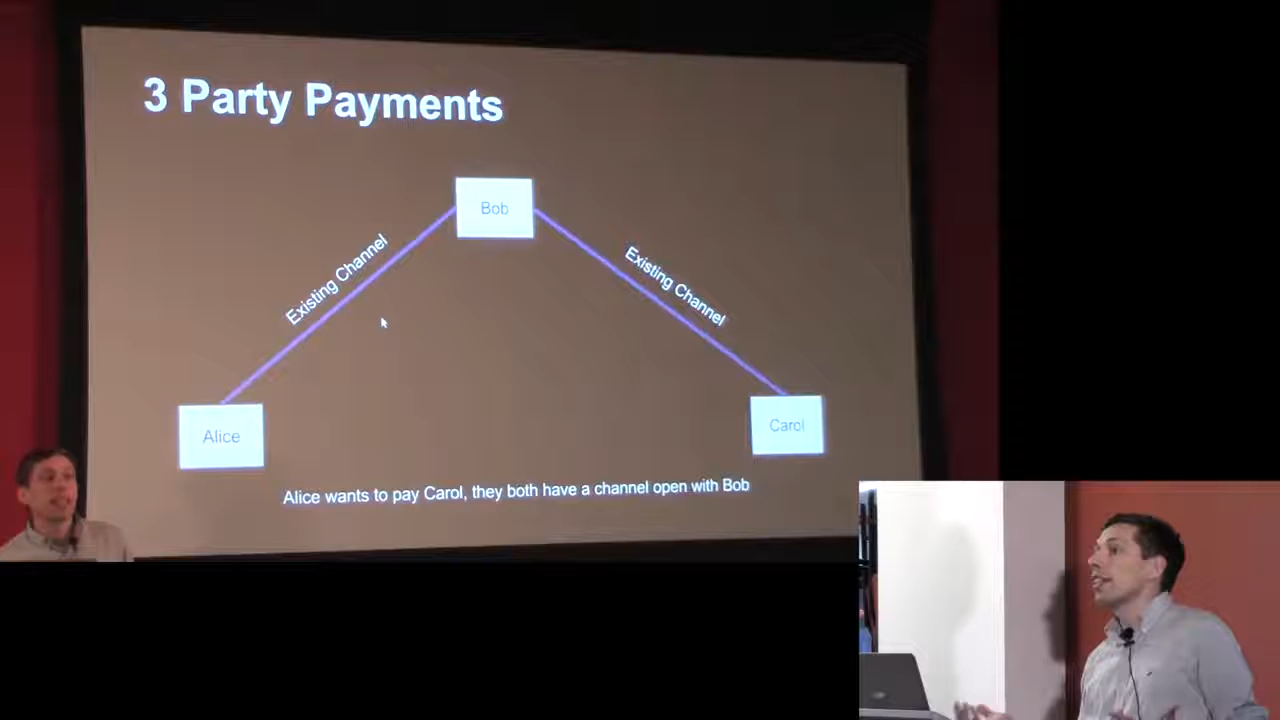 3 Party Payments
Bob
Existing Channel
Existing Channel
Alice
Carol
Alice wants to pay Carol, they both have a channel open with Bob